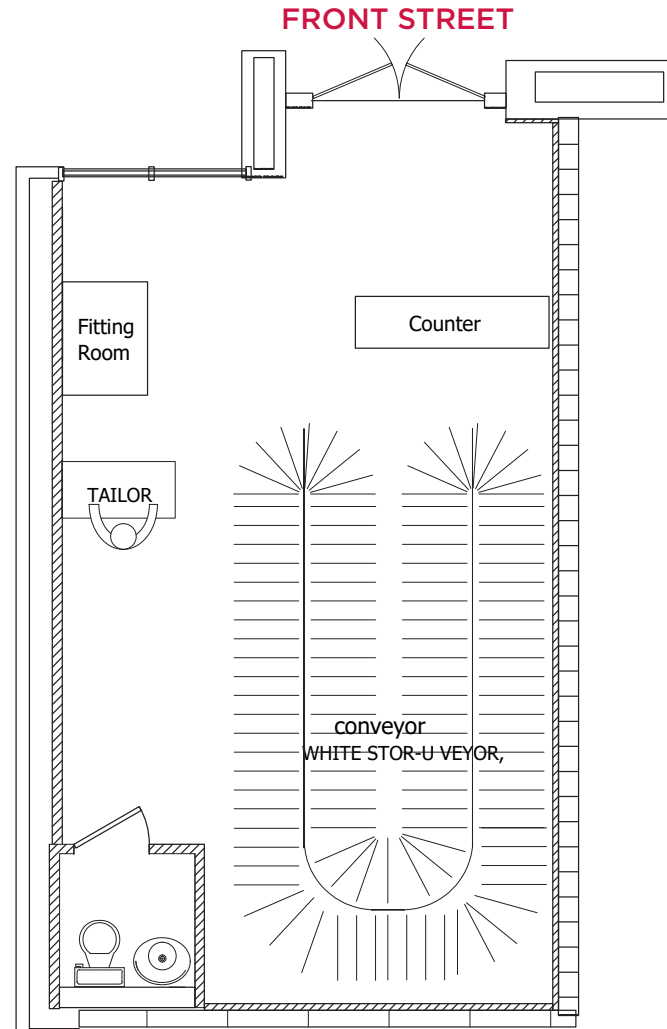 FRONT STREET
Fitting
Room
Counter
TAILOR
conveyor
WHITE STOR-U VEYOR,